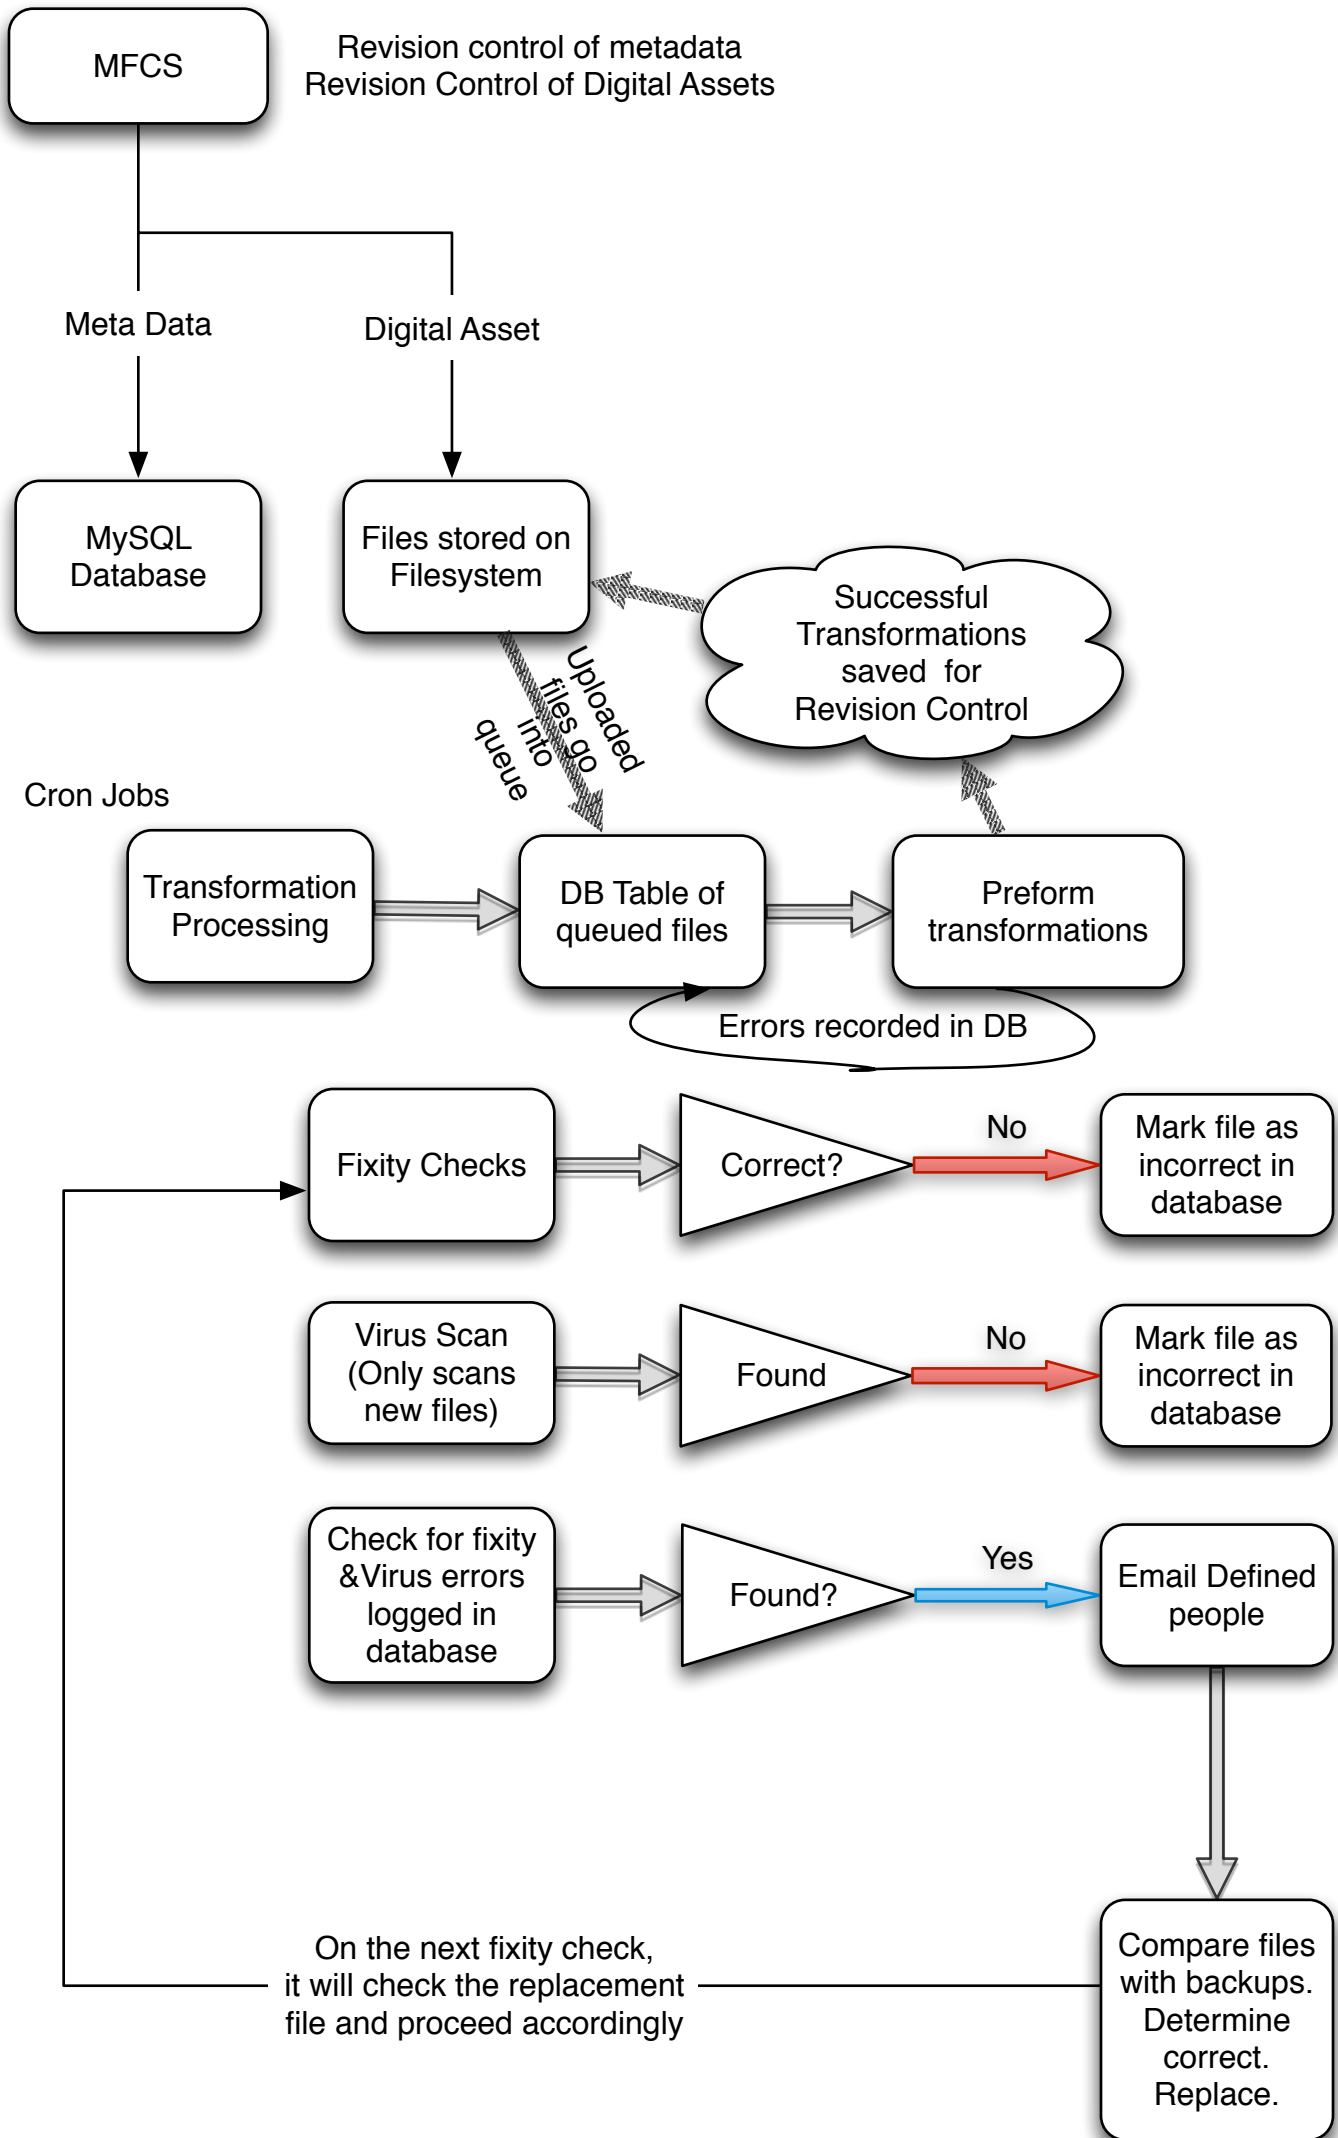 MFCS
Revision control of metadata
Revision Control of Digital Assets
Meta Data
Digital Asset
MySQL
Database
Files stored on
Filesystem
Successful
Transformations
saved for
Revision Control
Uploaded
files go
into
queue
Cron Jobs
Transformation
Processing
DB Table of
queued files
Preform
transformations
Errors recorded in DB
Fixity Checks
Correct?
No
Mark file as
incorrect in
database
Virus Scan
(Only scans
new files)
Found
No
Mark file as
incorrect in
database
Check for fixity
&Virus errors
logged in
database
Found?
Yes
Email Defined
people
On the next fixity check,
it will check the replacement
file and proceed accordingly
Compare files
with backups.
Determine
correct.
Replace.